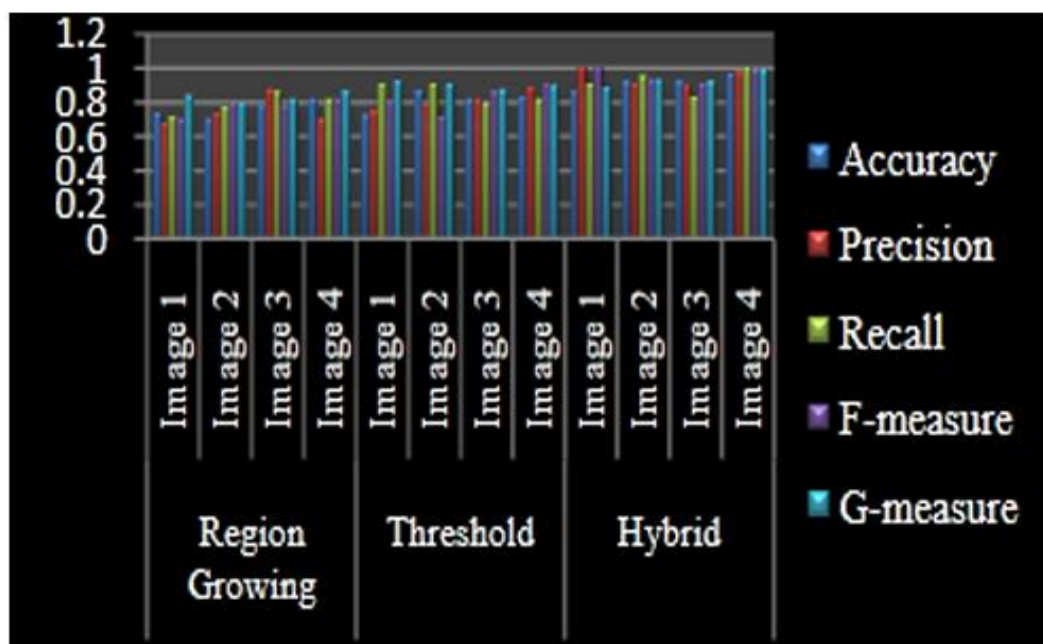 1.2
1
0.8
0.6
0.4
0.2
0
Image 1
Image 2
Image 3
Image 4
Image 1
Image 2
Image 3
Image 4
Image 1
Image 2
Image 3
Image 4
Region
Growing
Threshold
Hybrid
Accuracy
Precision
Recall
F-measure
G-measure